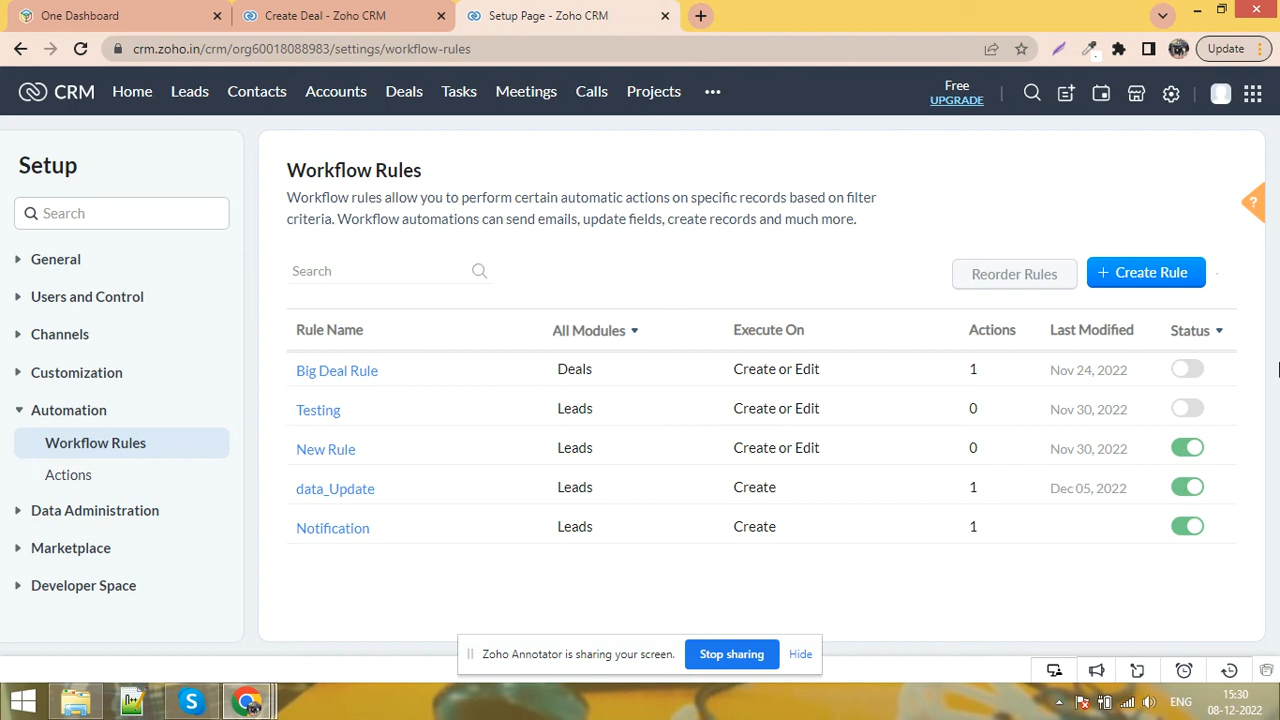 One Dashboard
Create Deal - Zoho CRM
Setup Page - Zoho CRM
crm.zoho.in/crm/org60018088983/settings/workflow-rules
Update
CRM
Home
Leads
Contacts
Accounts
Deals
Tasks
Meetings
Calls
Projects
Free
UPGRADE
Setup
Search
General
Users and Control
Channels
Customization
Automation
Workflow Rules
Actions
Data Administration
Marketplace
Developer Space
Workflow Rules
Workflow rules allow you to perform certain automatic actions on specific records based on filter
criteria. Workflow automations can send emails, update fields, create records and much more.
?
Search
Reorder Rules
+ Create Rule
Rule Name All Modules Execute On Actions Last Modified Status
Big Deal Rule Deals Create or Edit 1 Nov 24, 2022
Testing Leads Create or Edit 0 Nov 30, 2022
New Rule Leads Create or Edit 0 Nov 30, 2022
data_Update Leads Create 1 Dec 05, 2022
Notification Leads Create 1
Zoho Annotator is sharing your screen.
Stop sharing
Hide
ENG
15:30
08-12-2022